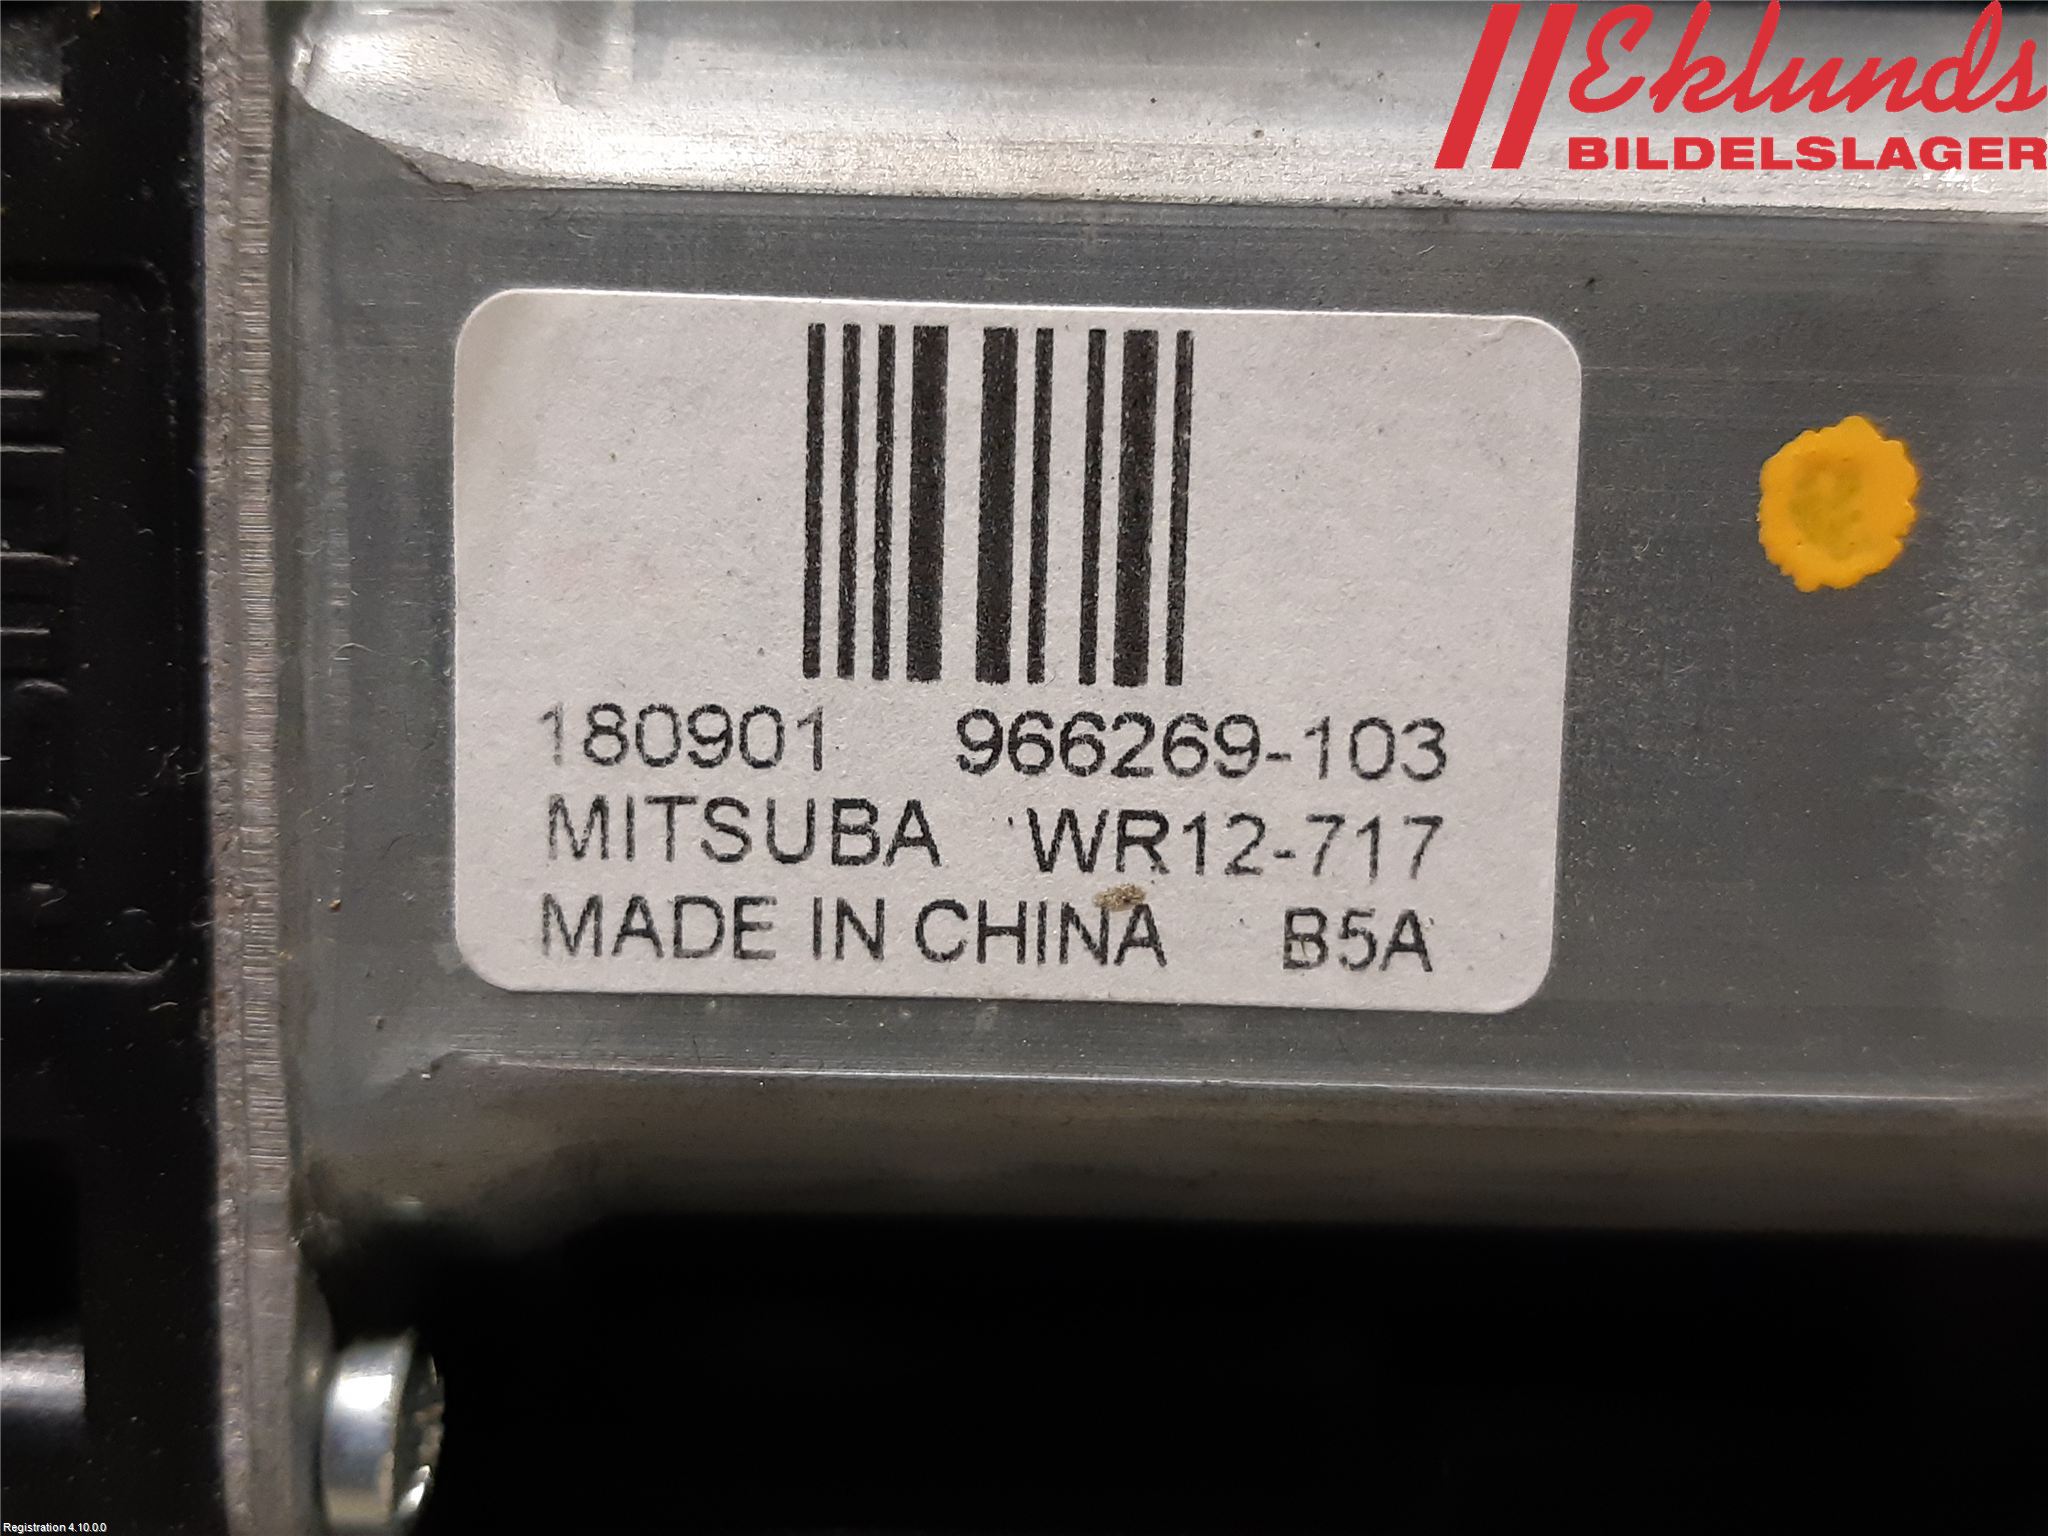 Eklunds
BILDELSLAGER
180901 966269-103
MITSUBA WR12-717
MADE IN CHINA B5A
Registration 4.10.0.0